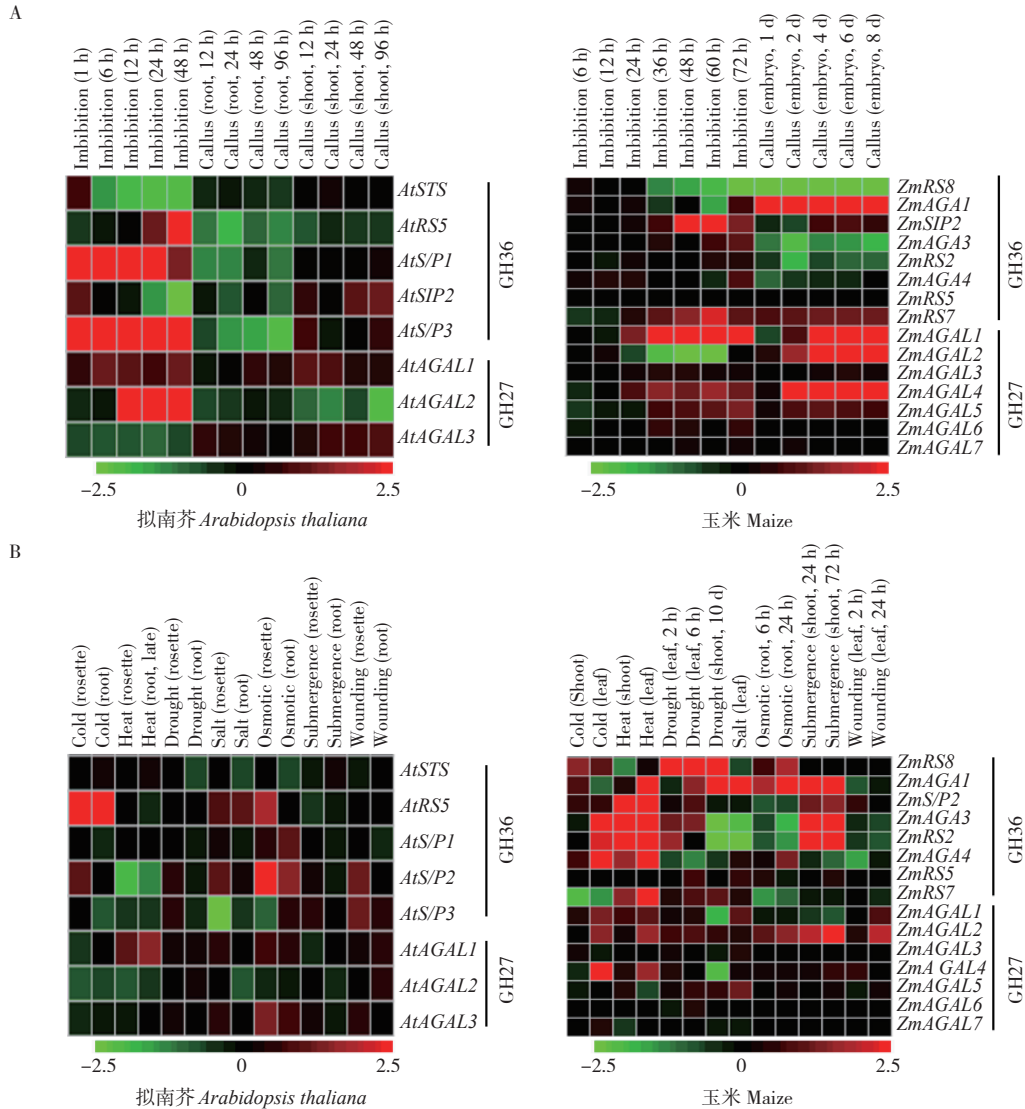 A
Imbibition (1 h)
Imbibition (6 h)
Imbibition (12 h)
Imbibition (24 h)
Imbibition (48 h)
Callus (root, 12 h)
Callus (root, 24 h)
Callus (root, 48 h)
Callus (root, 96 h)
Callus (shoot, 12 h)
Callus (shoot, 24 h)
Callus (shoot, 48 h)
Callus (shoot, 96 h)
AtSTS
AtRS5
AtS/P1
AtSIP2
AtS/P3
AtAGAL1
AtAGAL2
AtAGAL3
GH36
GH27
−2.5 0 2.5
拟南芥 Arabidopsis thaliana
Imbibition (6 h)
Imbibition (12 h)
Imbibition (24 h)
Imbibition (36 h)
Imbibition (48 h)
Imbibition (60 h)
Imbibition (72 h)
Callus (embryo, 1 d)
Callus (embryo, 2 d)
Callus (embryo, 4 d)
Callus (embryo, 6 d)
Callus (embryo, 8 d)
ZmRS8
ZmAGA1
ZmSIP2
ZmAGA3
ZmRS2
ZmAGA4
ZmRS5
ZmRS7
ZmAGAL1
ZmAGAL2
ZmAGAL3
ZmAGAL4
ZmAGAL5
ZmAGAL6
ZmAGAL7
GH36
GH27
−2.5 0 2.5
玉米 Maize
B
Cold (rosette)
Cold (root)
Heat (rosette)
Heat (root, late)
Drought (rosette)
Drought (root)
Salt (rosette)
Salt (root)
Osmotic (rosette)
Osmotic (root)
Submergence (rosette)
Submergence (root)
Wounding (rosette)
Wounding (root)
AtSTS
AtRS5
AtS/P1
AtS/P2
AtS/P3
AtAGAL1
AtAGAL2
AtAGAL3
GH36
GH27
−2.5 0 2.5
拟南芥 Arabidopsis thaliana
Cold (Shoot)
Cold (leaf)
Heat (shoot)
Heat (leaf)
Drought (leaf, 2 h)
Drought (leaf, 6 h)
Drought (shoot, 10 d)
Salt (leaf)
Osmotic (root, 6 h)
Osmotic (root, 24 h)
Submergence (shoot, 24 h)
Submergence (shoot, 72 h)
Wounding (leaf, 2 h)
Wounding (leaf, 24 h)
ZmRS8
ZmAGA1
ZmS/P2
ZmAGA3
ZmRS2
ZmAGA4
ZmRS5
ZmRS7
ZmAGAL1
ZmAGAL2
ZmAGAL3
ZmA GAL4
ZmAGAL5
ZmAGAL6
ZmAGAL7
GH36
GH27
−2.5 0 2.5
玉米 Maize